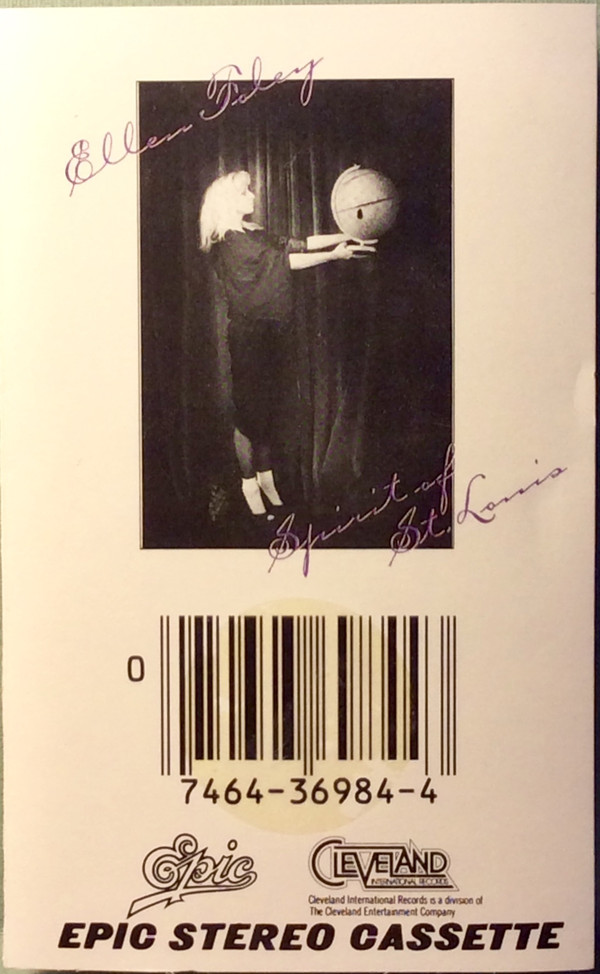 Ellen Foley
Spirit of
St. Louis
0
7464-36984-4
Epic
CLEVELAND
INTERNATIONAL RECORDS
Cleveland International Records is a division of
The Cleveland Entertainment Company
EPIC STEREO CASSETTE